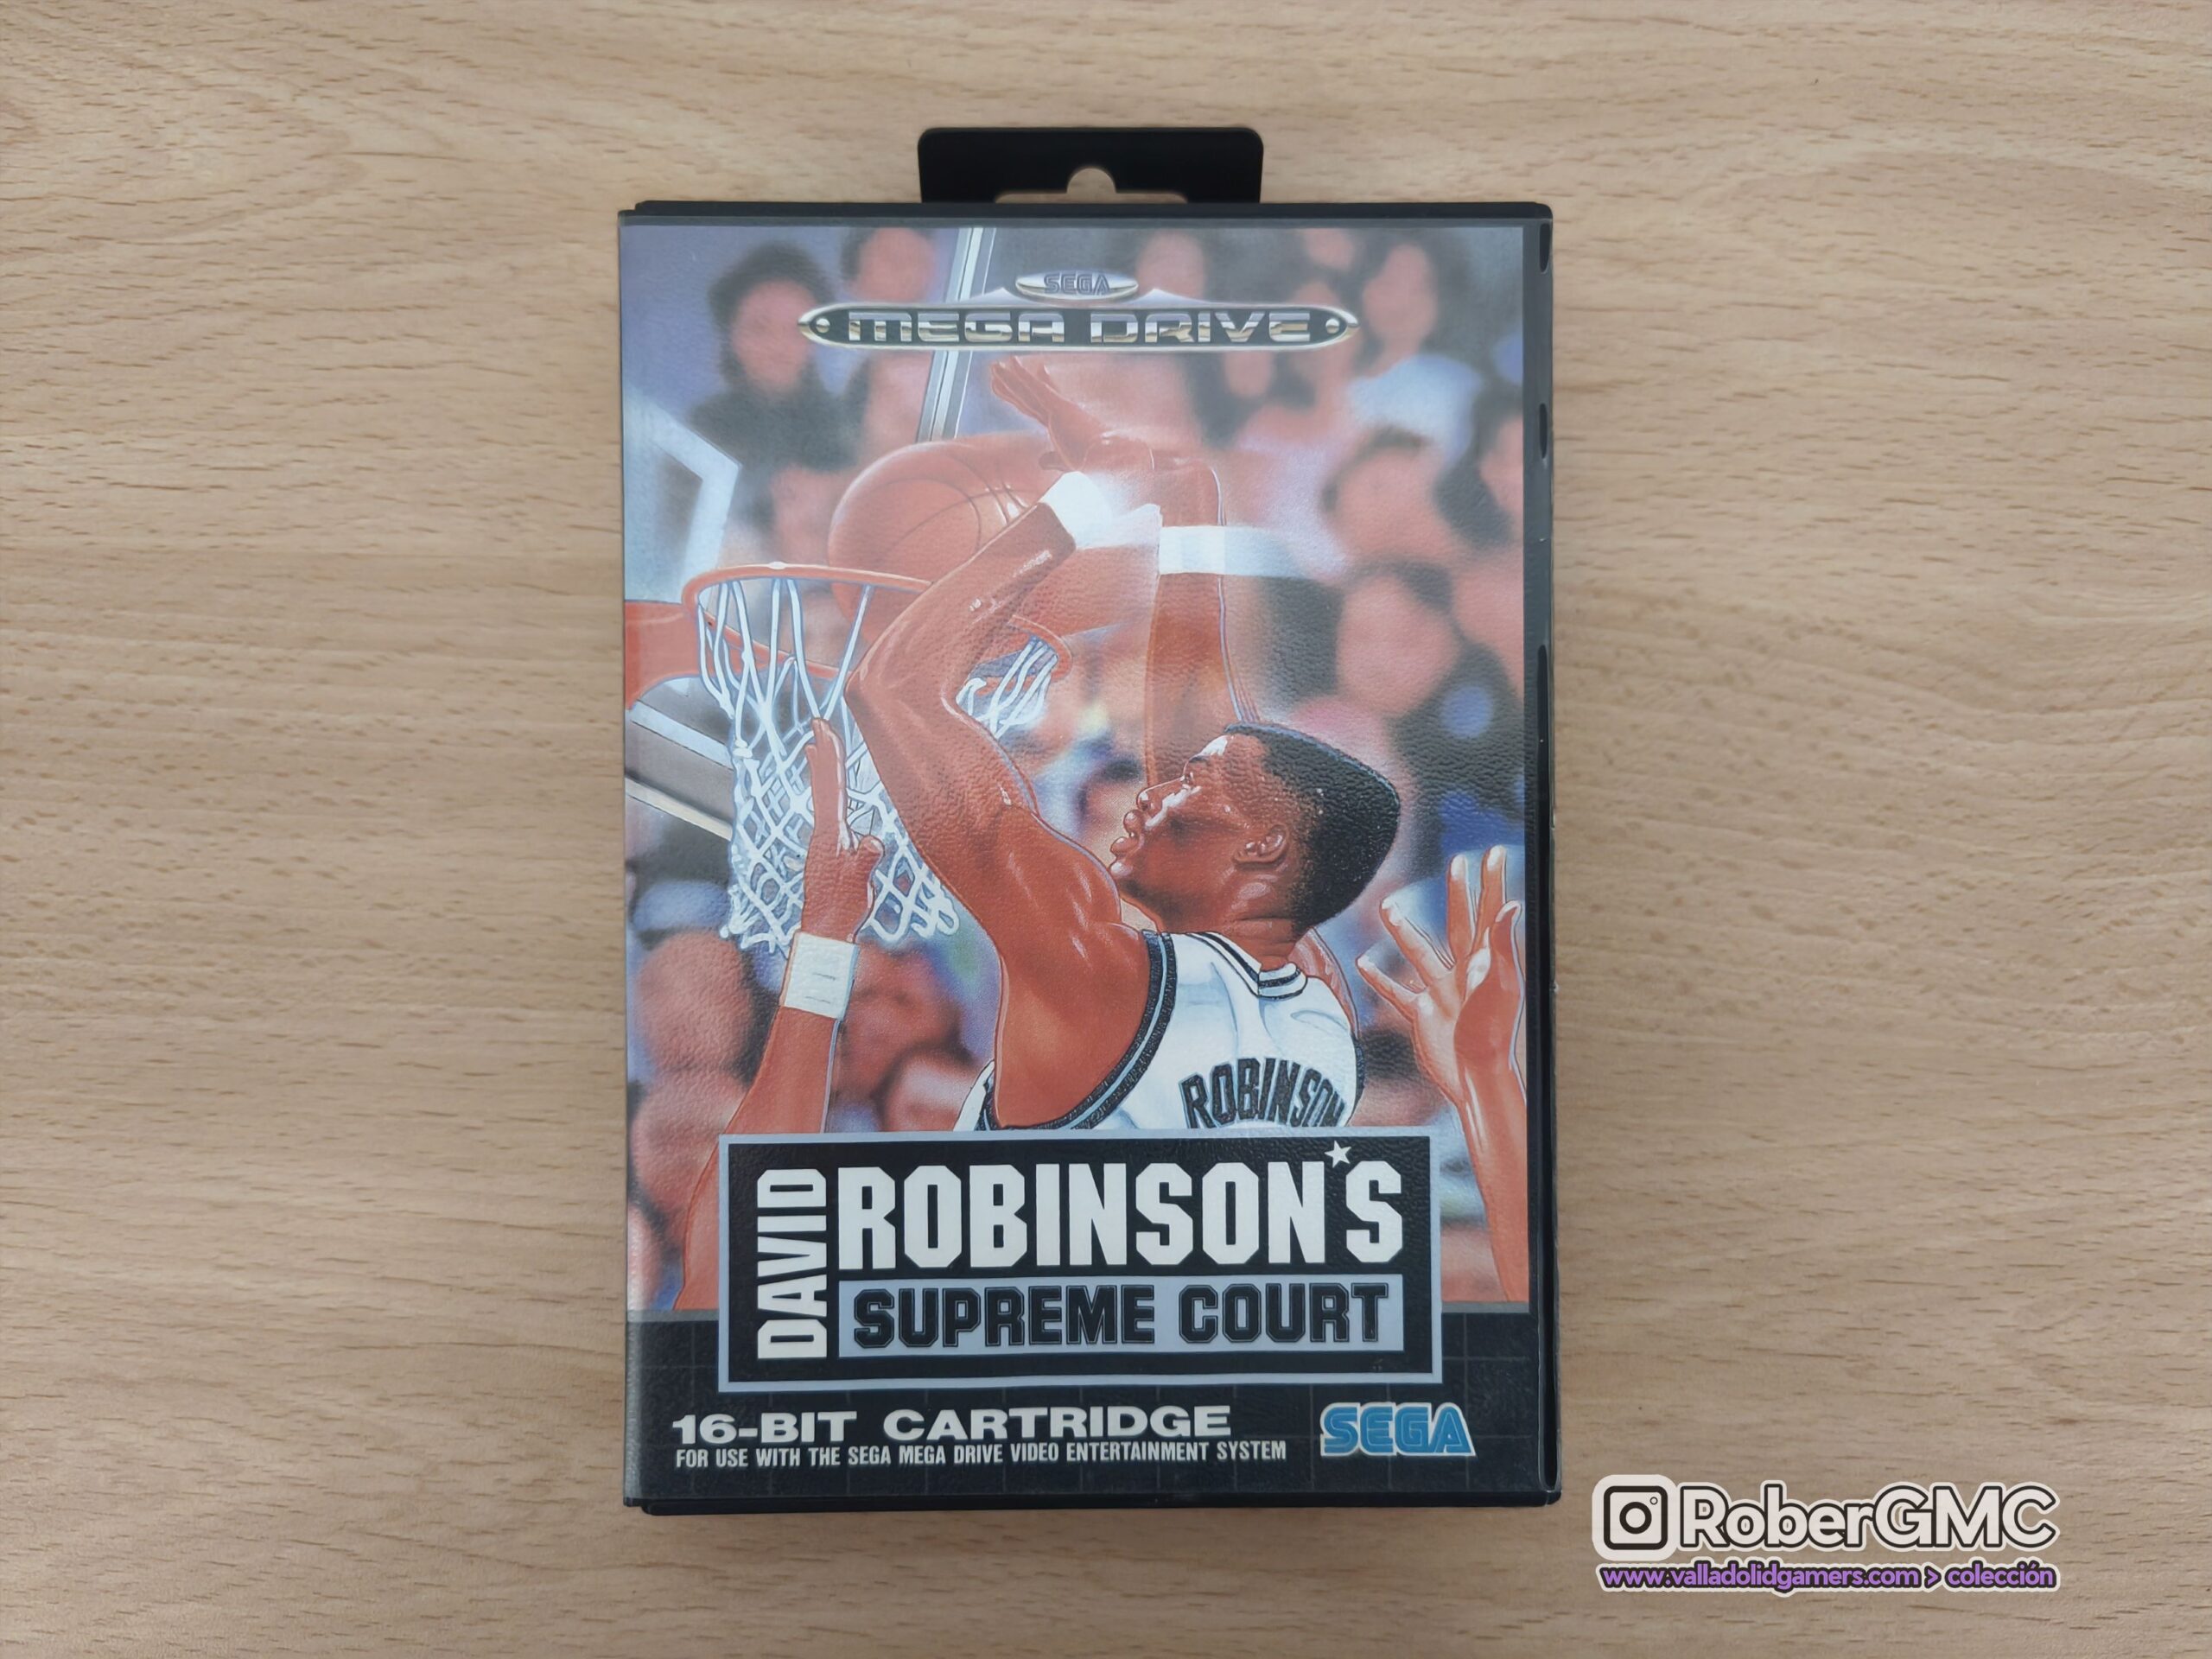 SEGA
MEGA DRIVE
ROBINSON
DAVID
ROBINSON'S
SUPREME COURT
16-BIT CARTRIDGE
FOR USE WITH THE SEGA MEGA DRIVE VIDEO ENTERTAINMENT SYSTEM
SEGA
RoberGMC
www.valladolidgamers.com > colección